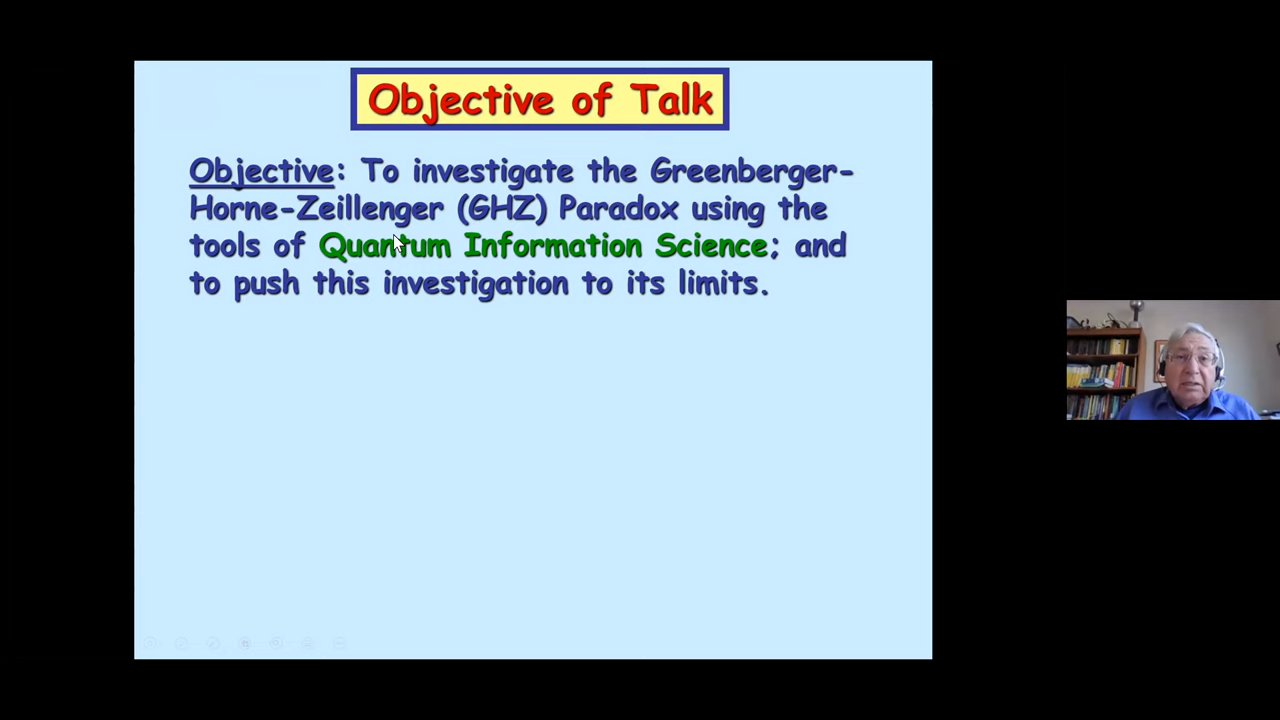 Objective of Talk
Objective: To investigate the Greenberger-
Horne-Zeillenger (GHZ) Paradox using the
tools of Quantum Information Science; and
to push this investigation to its limits.